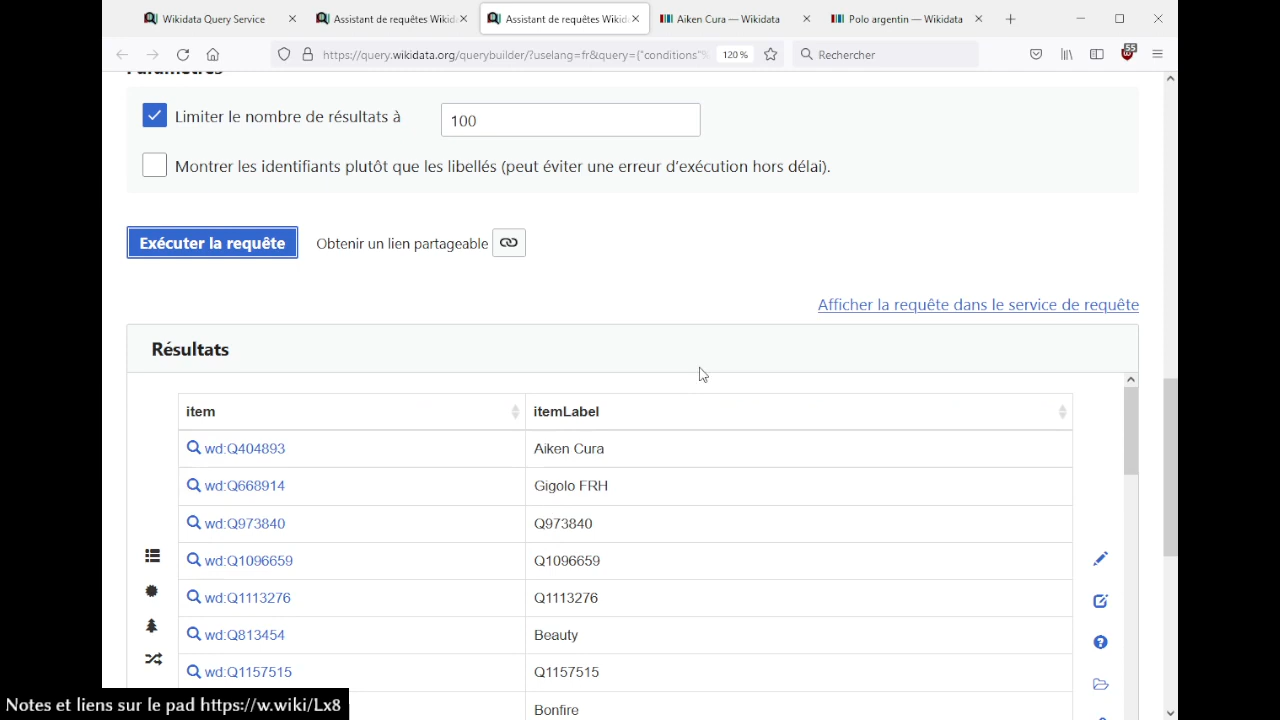 Wikidata Query Service
Assistant de requêtes Wikid
Assistant de requêtes Wikid
Aiken Cura — Wikidata
Polo argentin — Wikidata
https://query.wikidata.org/querybuilder/?uselang=fr&query={"conditions"%
120 %
Rechercher
55
Paramètres
Limiter le nombre de résultats à
100
Montrer les identifiants plutôt que les libellés (peut éviter une erreur d’exécution hors délai).
Exécuter la requête
Obtenir un lien partageable
Afficher la requête dans le service de requête
Résultats
item itemLabel
wd:Q404893 Aiken Cura
wd:Q668914 Gigolo FRH
wd:Q973840 Q973840
wd:Q1096659 Q1096659
wd:Q1113276 Q1113276
wd:Q813454 Beauty
wd:Q1157515 Q1157515
Bonfire
Notes et liens sur le pad https://w.wiki/Lx8